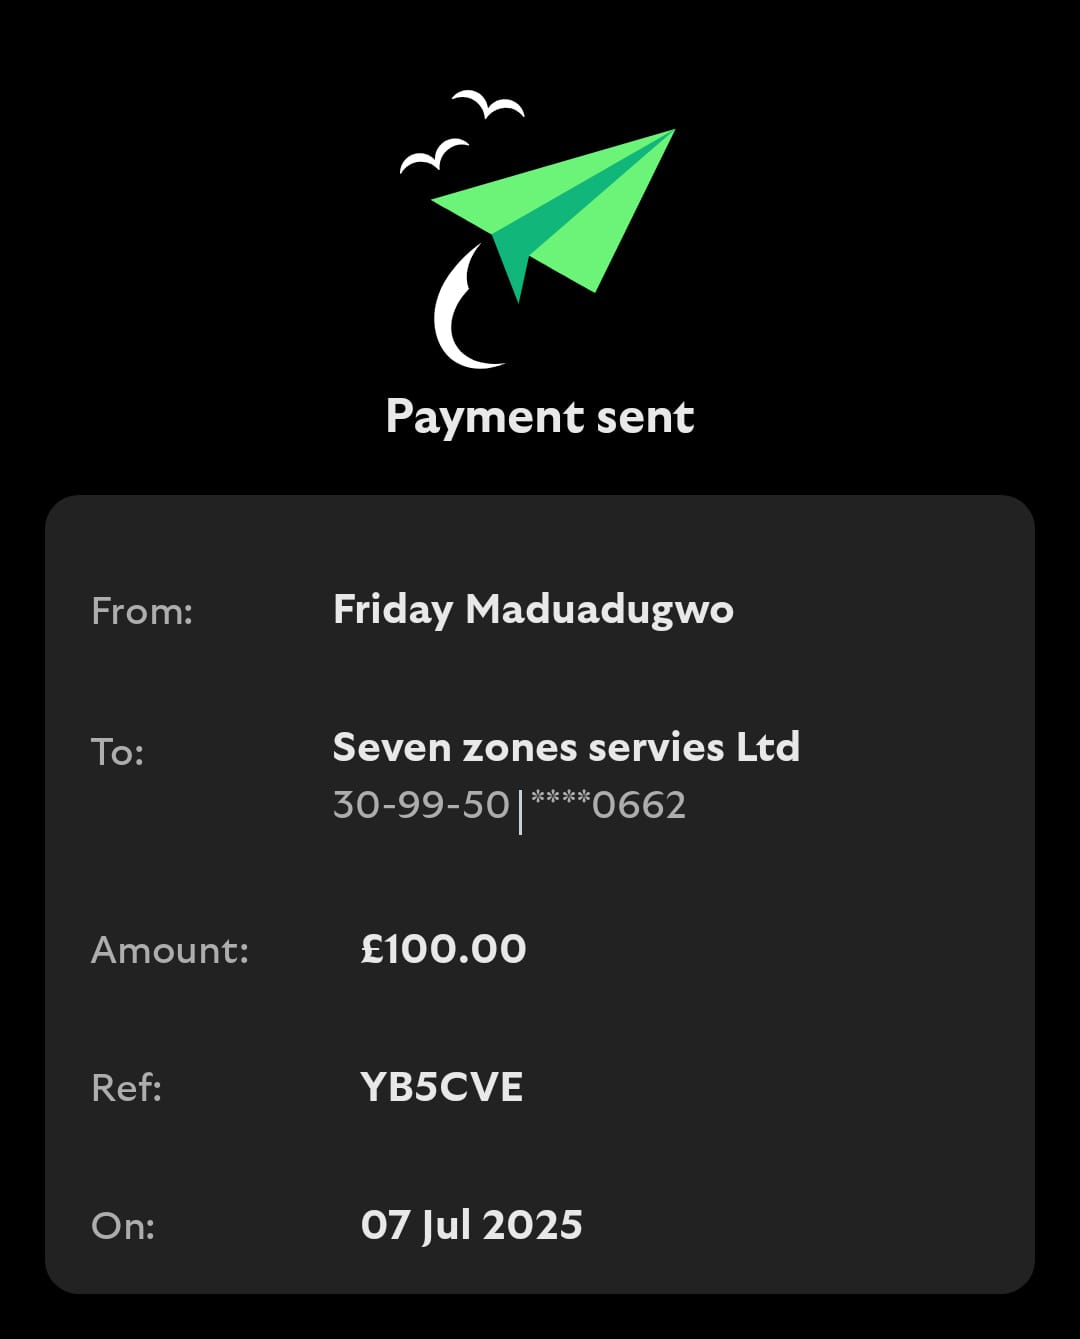 Payment sent
From: Friday Maduadugwo
To: Seven zones servies Ltd
30-99-50 | ****0662
Amount: £100.00
Ref: YB5CVE
On: 07 Jul 2025